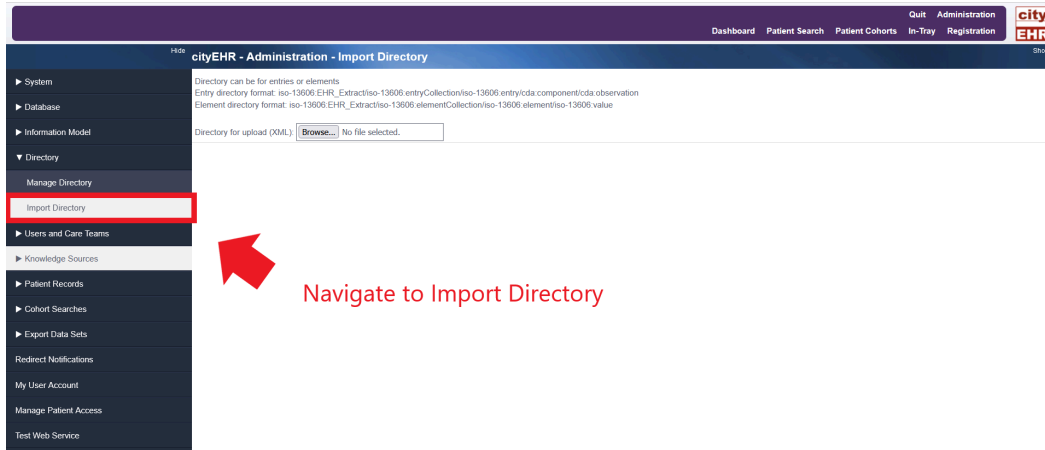 Quit Administration
city
Dashboard Patient Search Patient Cohorts In-Tray Registration
EHR
Hide
cityEHR - Administration - Import Directory
Sho
▶ System
Directory can be for entries or elements
Entry directory format: iso-13606:EHR_Extract/iso-13606:entryCollection/iso-13606:entry/cda:component/cda:observation
▶ Database
Element directory format: iso-13606:EHR_Extract/iso-13606:elementCollection/iso-13606:element/iso-13606:value
▶ Information Model
Directory for upload (XML): Browse... No file selected.
▼ Directory
Manage Directory
Import Directory
▶ Users and Care Teams
▶ Knowledge Sources
▶ Patient Records
Navigate to Import Directory
▶ Cohort Searches
▶ Export Data Sets
Redirect Notifications
My User Account
Manage Patient Access
Test Web Service